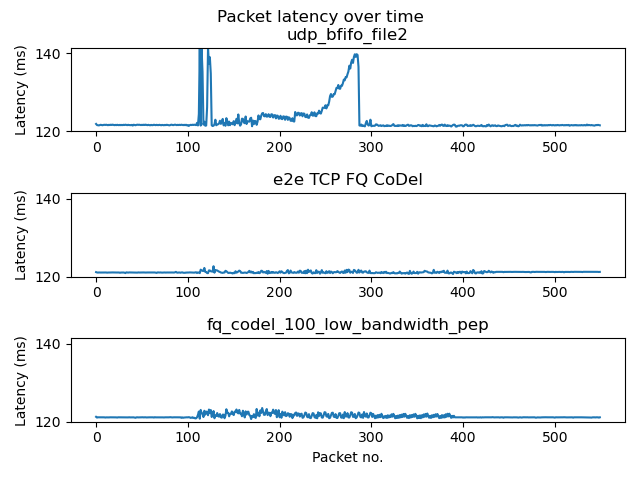 Packet latency over time
udp_bfifo_file2
Latency (ms)
140
120
0 100 200 300 400 500
e2e TCP FQ CoDel
Latency (ms)
140
120
0 100 200 300 400 500
fq_codel_100_low_bandwidth_pep
Latency (ms)
140
120
0 100 200 300 400 500
Packet no.